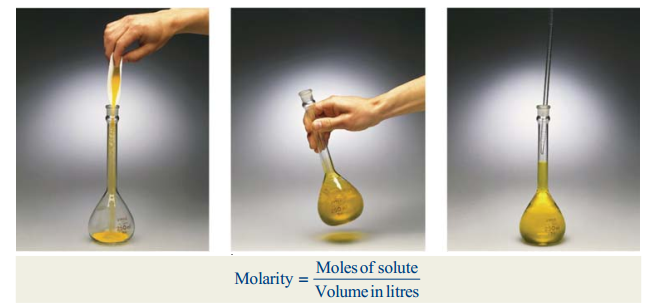 Molarity = Moles of solute / Volume in litres